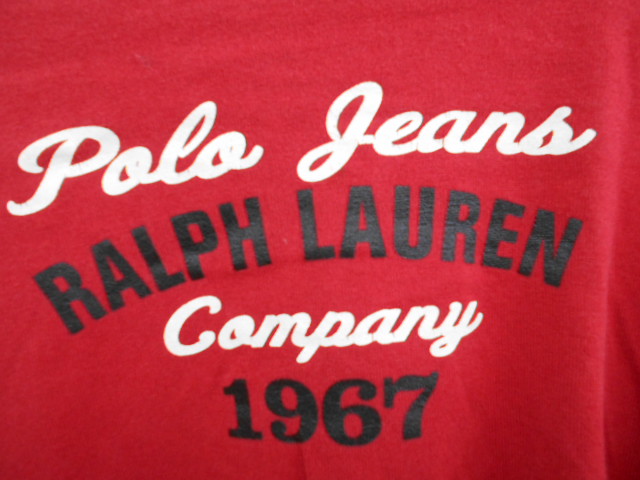 Polo Jeans
RALPH LAUREN
Company
1967